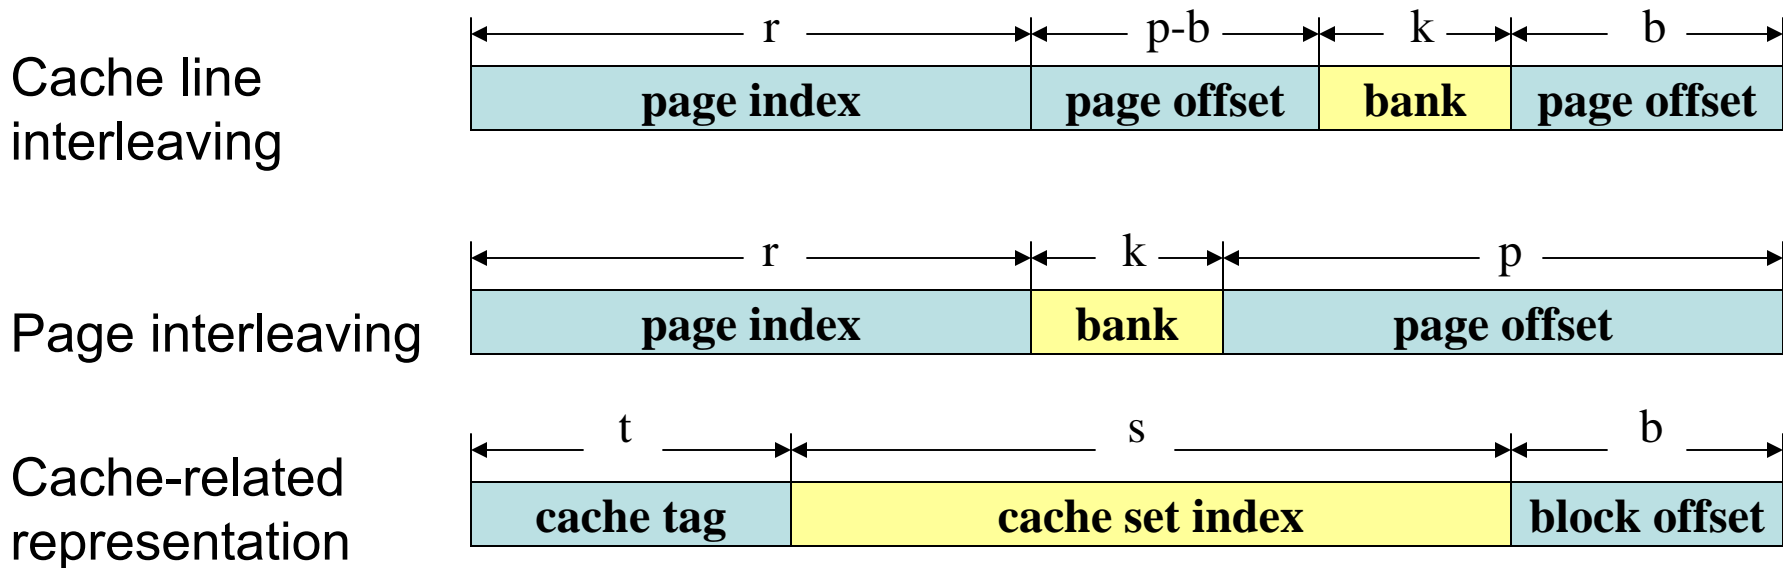 r p-b k b
Cache line
interleaving
page index page offset bank page offset
r k p
Page interleaving
page index bank page offset
t s b
Cache-related
representation
cache tag cache set index block offset